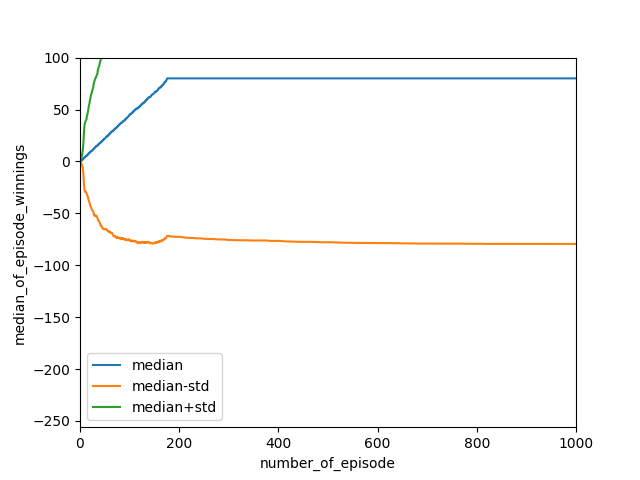 100
50
0
−50
−100
−150
−200
−250
median_of_episode_winnings
median
median-std
median+std
0 200 400 600 800 1000
number_of_episode